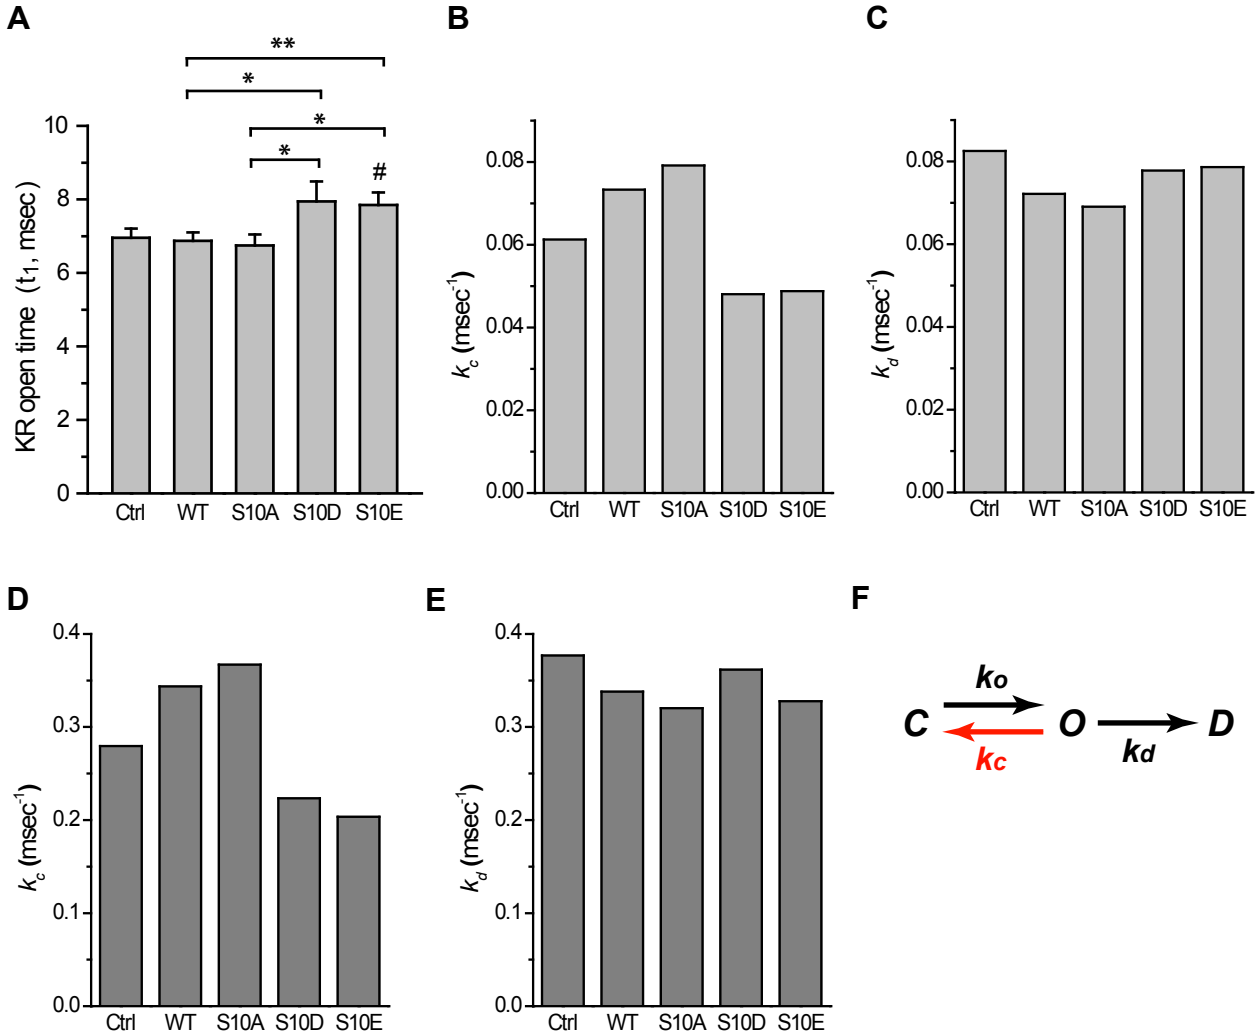 A
**
*
*
*
#
KR open time (t1, msec)
10
8
6
4
2
0
Ctrl WT S10A S10D S10E
B
kc (msec-1)
0.08
0.06
0.04
0.02
0.00
Ctrl WT S10A S10D S10E
C
kd (msec-1)
0.08
0.06
0.04
0.02
0.00
Ctrl WT S10A S10D S10E
D
kc (msec-1)
0.4
0.3
0.2
0.1
0.0
Ctrl WT S10A S10D S10E
E
kd (msec-1)
0.4
0.3
0.2
0.1
0.0
Ctrl WT S10A S10D S10E
F
ko
C O D
kc kd